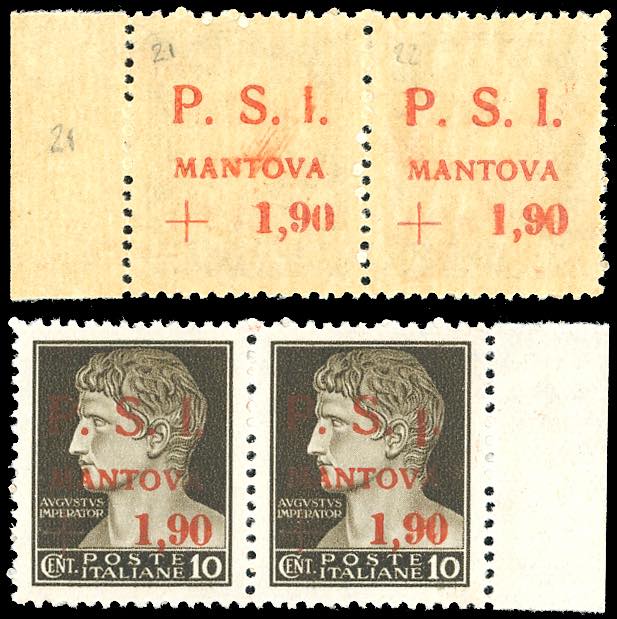 21 22
P. S. I. P. S. I.
21
MANTOVA MANTOVA
+ 1,90 + 1,90
P. S. I. P. S. I.
MANTOVA MANTOVA
AVGVSTVS AVGVSTVS
IMPERATOR IMPERATOR
+ 1,90 + 1,90
CENT. POSTE ITALIANE 10 CENT. POSTE ITALIANE 10